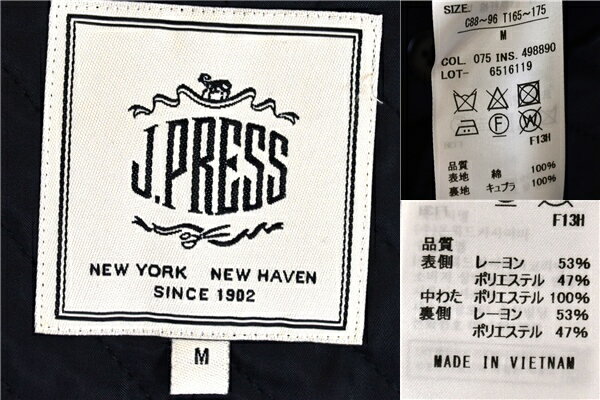 J.PRESS
NEW YORK NEW HAVEN
SINCE 1902
M
SIZE.
C88~96 T165~175
M
COL. 075 INS. 498890
LOT- 6516119
F13H
品質
表地 綿 100%
裏地 キュプラ 100%
F13H
品質
表側 レーヨン 53%
ポリエステル 47%
中わた ポリエステル 100%
裏側 レーヨン 53%
ポリエステル 47%
MADE IN VIETNAM